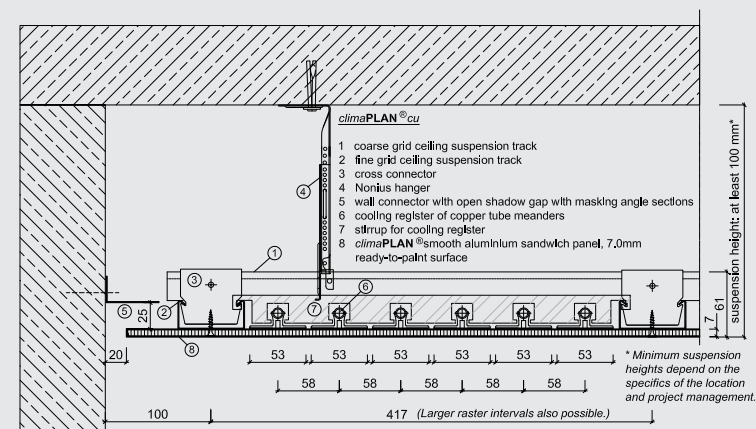 climaPLAN®cu
1 coarse grid ceiling suspension track
2 fine grid ceiling suspension track
3 cross connector
4 Nonius hanger
5 wall connector with open shadow gap with masking angle sections
6 cooling register of copper tube meanders
7 stirrup for cooling register
8 climaPLAN®smooth aluminium sandwich panel, 7.0mm
ready-to-paint surface
4
1
3
6
7
2
5
8
25
20
53 53 53 53 53 53
58 58 58 58 58
100
417 (Larger raster intervals also possible.)
7
61
suspension height: at least 100 mm*
* Minimum suspension
heights depend on the
specifics of the location
and project management.